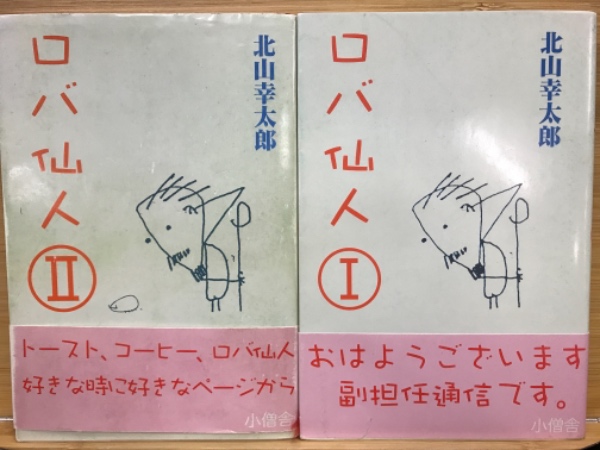 ロバ仙人
II
北山幸太郎
トースト、コーヒー、ロバ仙人
好きな時に好きなページから
小僧舎
ロバ仙人
I
北山幸太郎
おはようございます
副担任通信です。
小僧舎